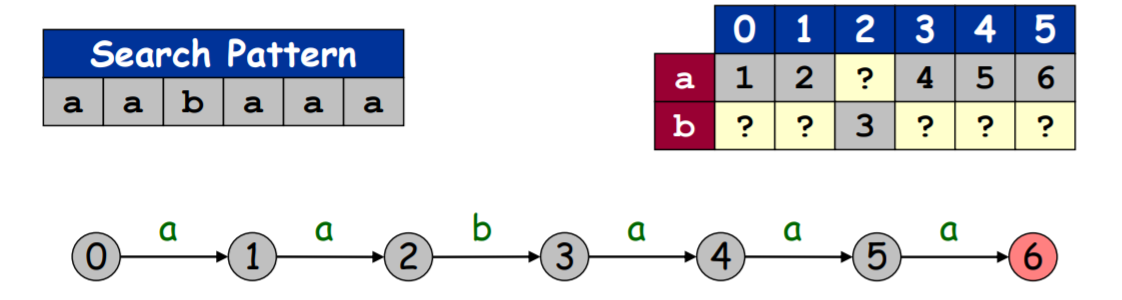 Search Pattern
a a b a a a
0 1 2 3 4 5
a 1 2 ? 4 5 6
b ? ? 3 ? ? ?
a a b a a a
0 1 2 3 4 5 6